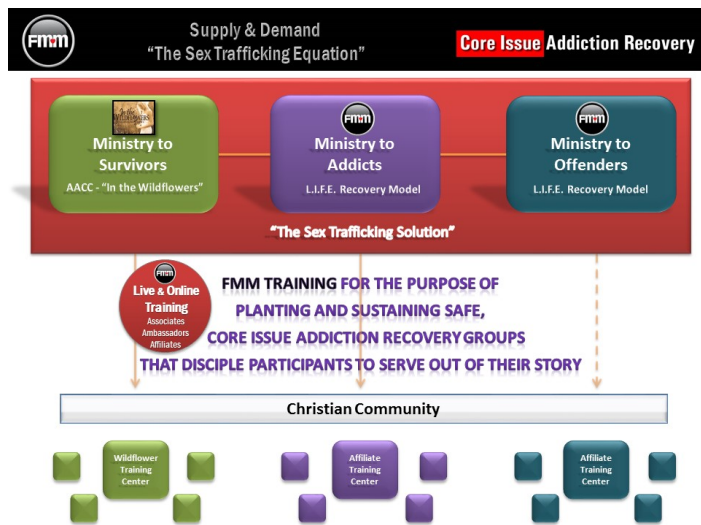 FMM
Supply & Demand
"The Sex Trafficking Equation"
Core Issue Addiction Recovery
Ministry to
Survivors
AACC - "In the Wildflowers"
FMM
Ministry to
Addicts
L.I.F.E. Recovery Model
FMM
Ministry to
Offenders
L.I.F.E. Recovery Model
"The Sex Trafficking Solution"
FMM
Live & Online
Training
Associates
Ambassadors
Affiliates
FMM TRAINING FOR THE PURPOSE OF
PLANTING AND SUSTAINING SAFE,
CORE ISSUE ADDICTION RECOVERY GROUPS
THAT DISCIPLE PARTICIPANTS TO SERVE OUT OF THEIR STORY
Christian Community
Wildflower
Training
Center
Affiliate
Training
Center
Affiliate
Training
Center